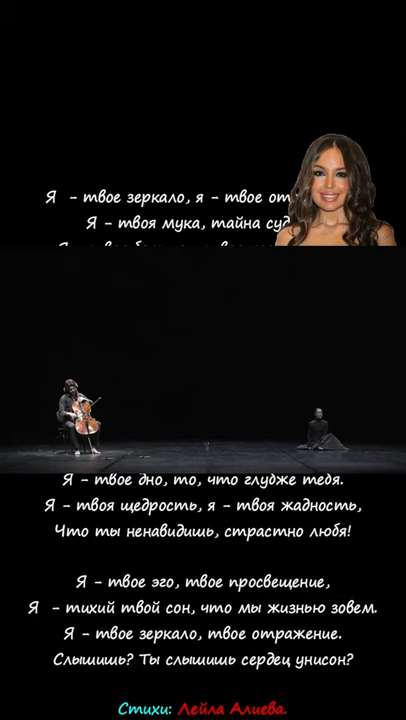 Я - твое зеркало, я - твое
Я - твоя мука, тайна
Я - твое дно, то, что глубже тебя.
Я - твоя щедрость, я - твоя жадность,
Что ты ненавидишь, страстно любя!
Я - твое эго, твое просвещение,
Я - тихий твой сон, что мы жизнью зовем.
Я - твое зеркало, твое отражение.
Слышишь? Ты слышишь сердец унисон?
Стихи: Лейла Алиева.